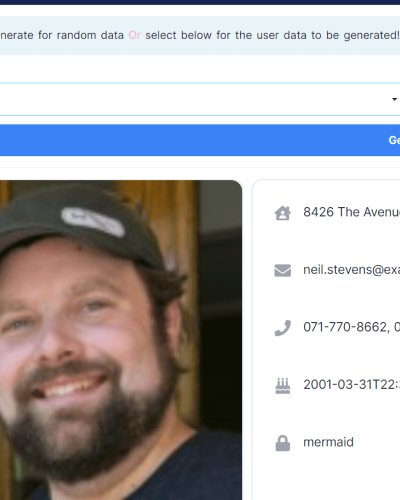 nerate for random data Or select below for the user data to be generated!
Ge
8426 The Avenu
neil.stevens@exa
071-770-8662, 0
2001-03-31T22:
mermaid